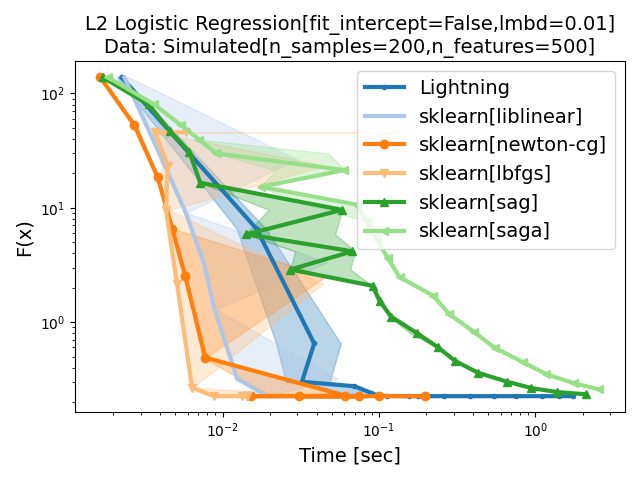 L2 Logistic Regression[fit_intercept=False,lmbd=0.01]
Data: Simulated[n_samples=200,n_features=500]
F(x)
10²
10¹
10⁰
Lightning
sklearn[liblinear]
sklearn[newton-cg]
sklearn[lbfgs]
sklearn[sag]
sklearn[saga]
10⁻²
10⁻¹
10⁰
Time [sec]